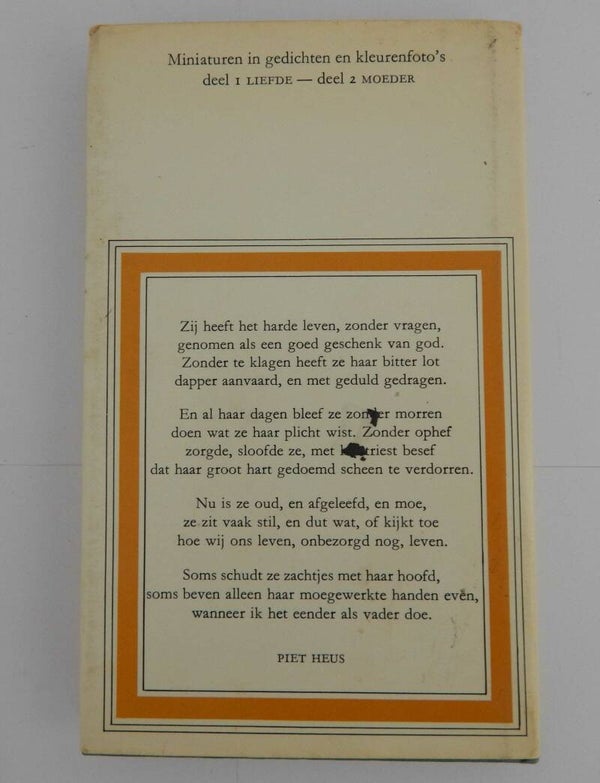 Miniaturen in gedichten en kleurenfoto's
deel 1 LIEFDE — deel 2 MOEDER
Zij heeft het harde leven, zonder vragen,
genomen als een goed geschenk van god.
Zonder te klagen heeft ze haar bitter lot
dapper aanvaard, en met geduld gedragen.
En al haar dagen bleef ze zonder morren
doen wat ze haar plicht wist. Zonder ophef
zorgde, sloofde ze, met triest besef
dat haar groot hart gedoemd scheen te verdorren.
Nu is ze oud, en afgeleefd, en moe,
ze zit vaak stil, en dut wat, of kijkt toe
hoe wij ons leven, onbezorgd nog, leven.
Soms schudt ze zachtjes met haar hoofd,
soms beven alleen haar moegewerkte handen even,
wanneer ik het eender als vader doe.
PIET HEUS